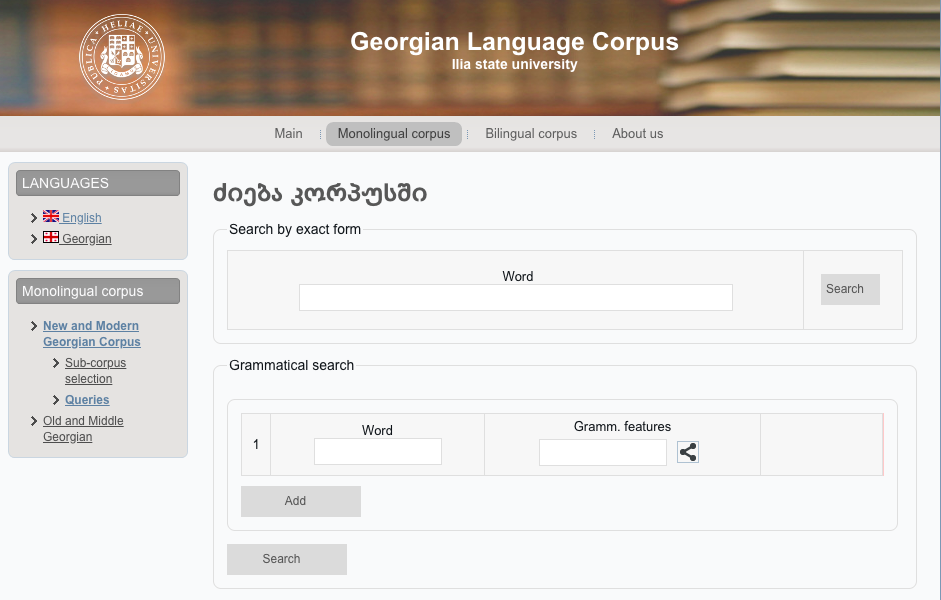 HELIAE UNIVERSITAS PUBLICA
Georgian Language Corpus
Ilia state university
Main
Monolingual corpus
Bilingual corpus
About us
LANGUAGES
English
Georgian
Monolingual corpus
New and Modern
Georgian Corpus
Sub-corpus
selection
Queries
Old and Middle
Georgian
ძიება კორპუსში
Search by exact form
Word
Search
Grammatical search
1
Word
Gramm. features
Add
Search